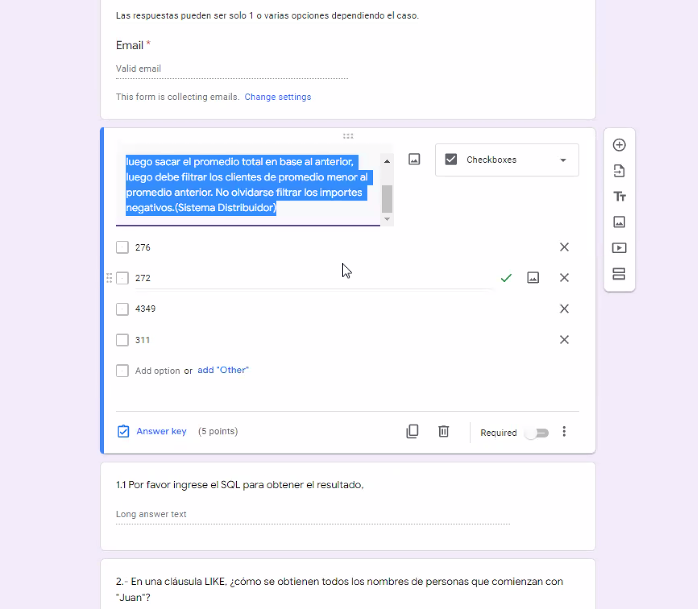 Las respuestas pueden ser solo 1 o varias opciones dependiendo el caso.
Email *
Valid email
This form is collecting emails. Change settings
luego sacar el promedio total en base al anterior,
luego debe filtrar los clientes de promedio menor al
promedio anterior. No olvidarse filtrar los importes
negativos.(Sistema Distribuidor)
Checkboxes
276
272
4349
311
Add option or add "Other"
Answer key (5 points)
Required
1.1 Por favor ingrese el SQL para obtener el resultado,
Long answer text
2.- En una cláusula LIKE, ¿cómo se obtienen todos los nombres de personas que comienzan con
"Juan"?